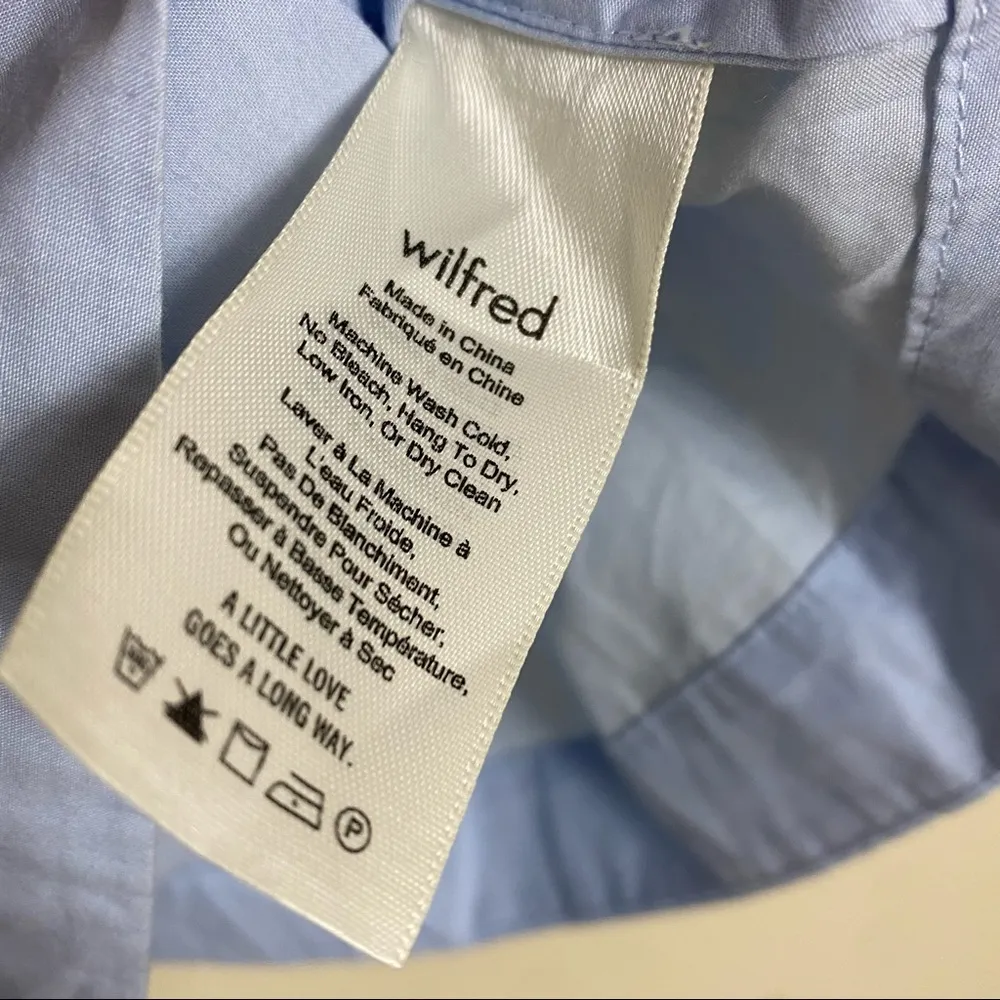 wilfred
Made in China
Fabriqué en Chine
Machine Wash Cold,
No Bleach, Hang To Dry,
Low Iron, Or Dry Clean
Laver à La Machine à
L'eau Froide,
Pas De Blanchiment,
Suspendre Pour Sécher,
Repasser à Basse Température,
Ou Nettoyer à Sec
A LITTLE LOVE
GOES A LONG WAY.
P